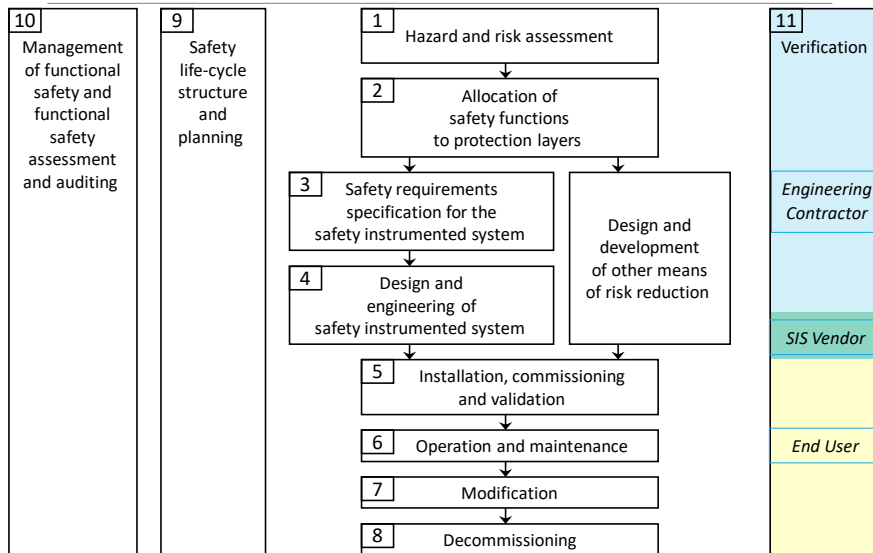 10
Management
of functional
safety and
functional
safety
assessment
and auditing
9
Safety
life-cycle
structure
and
planning
1
Hazard and risk assessment
2
Allocation of
safety functions
to protection layers
3
Safety requirements
specification for the
safety instrumented system
4
Design and
engineering of
safety instrumented system
Design and
development
of other means
of risk reduction
5
Installation, commissioning
and validation
6
Operation and maintenance
7
Modification
8
Decommissioning
11
Verification
Engineering
Contractor
SIS Vendor
End User